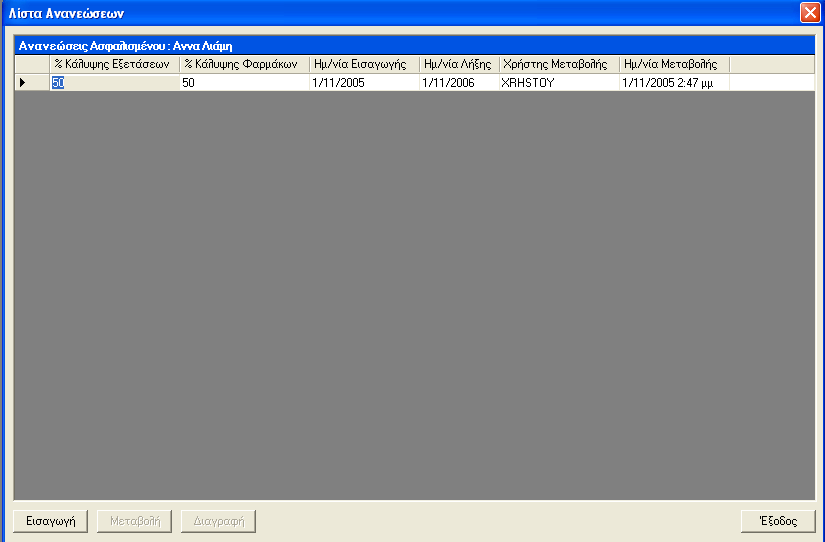 Λίστα Ανανεώσεων
Ανανεώσεις Ασφαλισμένου : Αννα Λιάμη
% Κάλυψης Εξετάσεων % Κάλυψης Φαρμάκων Ημ/νία Εισαγωγής Ημ/νία Λήξης Χρήστης Μεταβολής Ημ/νία Μεταβολής
50 50 1/11/2005 1/11/2006 XRHSTOY 1/11/2005 2:47 μμ
Εισαγωγή Μεταβολή Διαγραφή Έξοδος